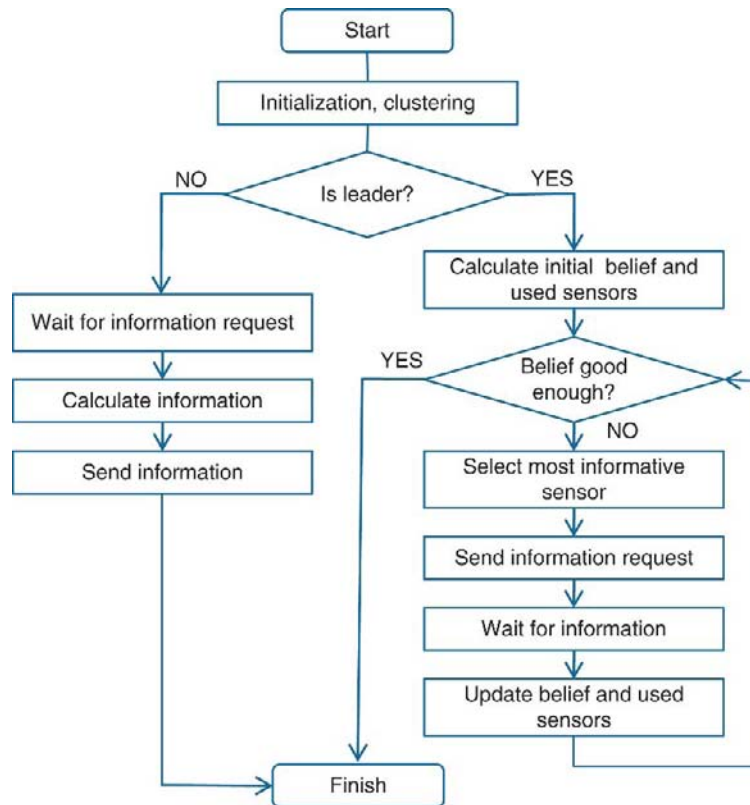 Start
Initialization, clustering
NO
Is leader?
YES
Wait for information request
Calculate information
Send information
Calculate initial belief and
used sensors
YES
Belief good
enough?
NO
Select most informative
sensor
Send information request
Wait for information
Update belief and used
sensors
Finish